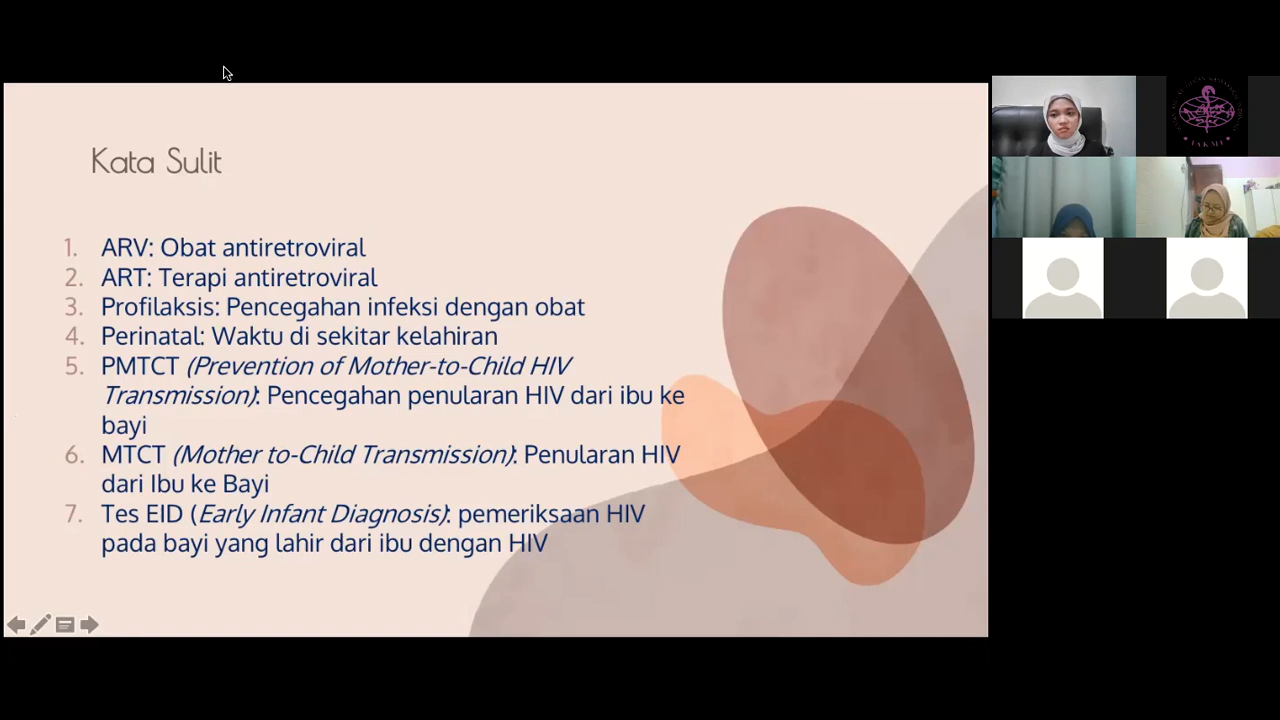 Kata Sulit
1. ARV: Obat antiretroviral
2. ART: Terapi antiretroviral
3. Profilaksis: Pencegahan infeksi dengan obat
4. Perinatal: Waktu di sekitar kelahiran
5. PMTCT (Prevention of Mother-to-Child HIV
Transmission): Pencegahan penularan HIV dari ibu ke
bayi
6. MTCT (Mother to-Child Transmission): Penularan HIV
dari Ibu ke Bayi
7. Tes EID (Early Infant Diagnosis): pemeriksaan HIV
pada bayi yang lahir dari ibu dengan HIV